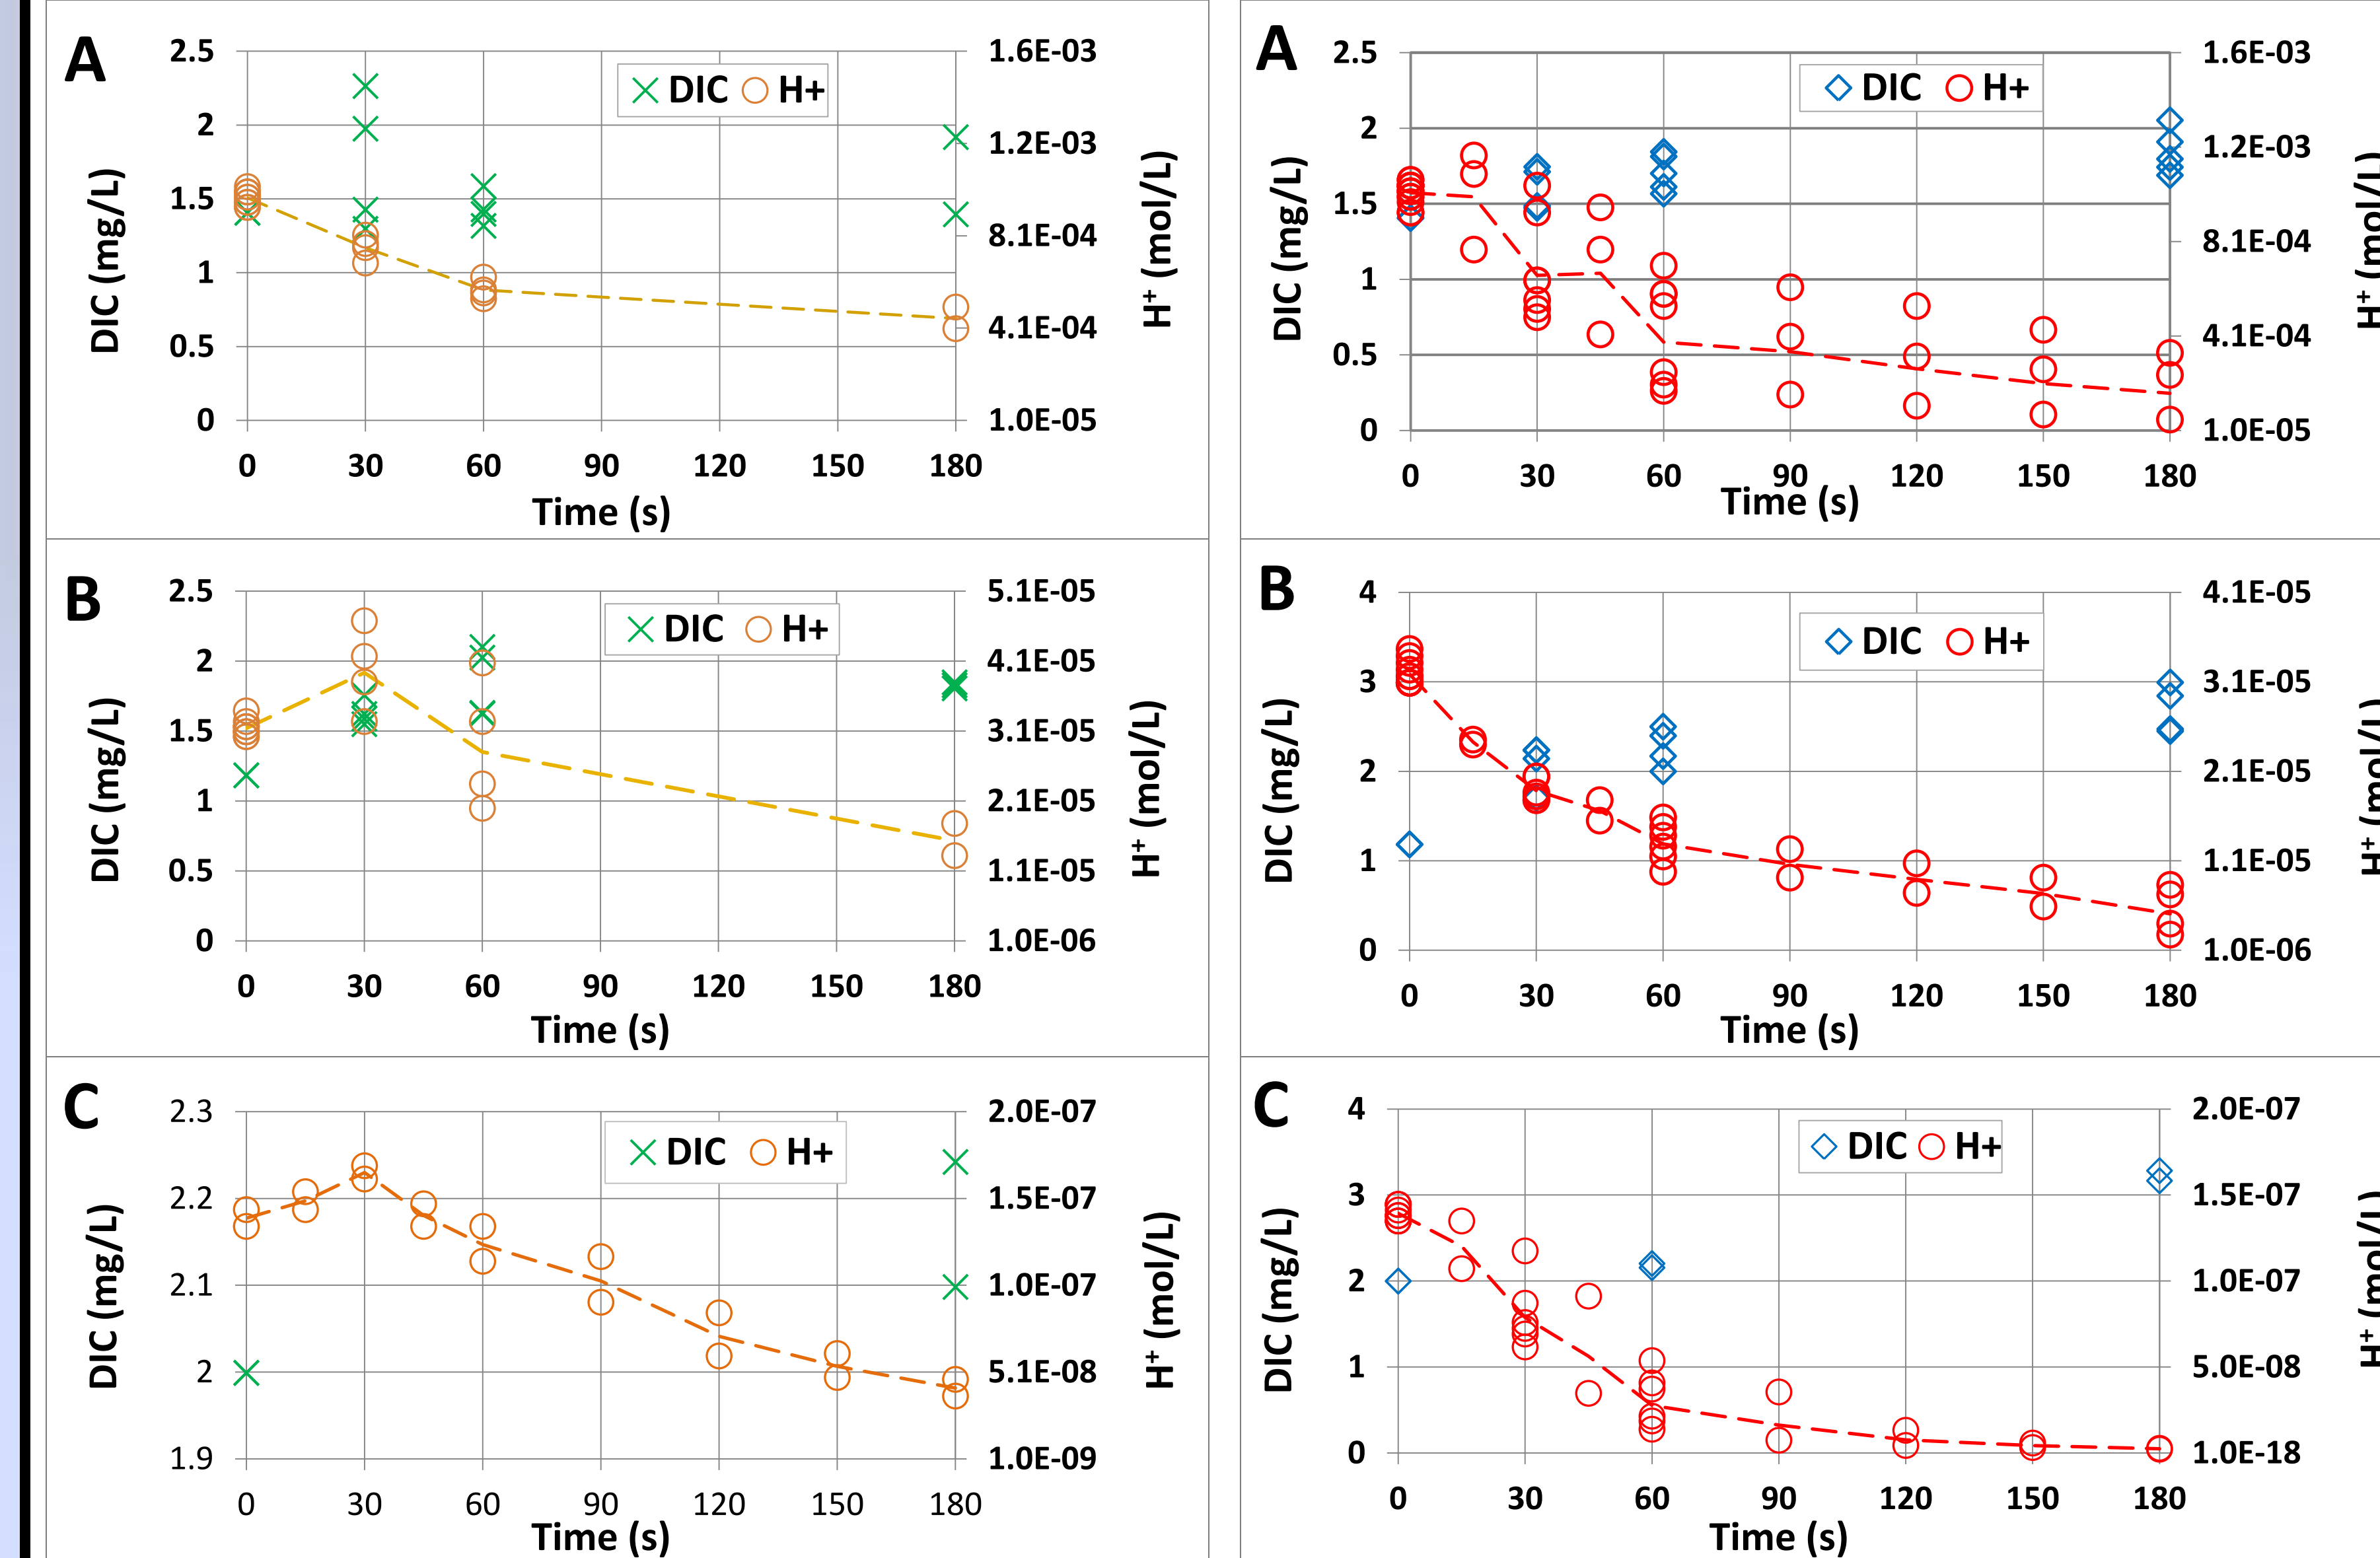 A
2.5
2
1.5
1
0.5
0
DIC (mg/L)
DIC H+
1.6E-03
1.2E-03
8.1E-04
4.1E-04
1.0E-05
H+ (mol/L)
0 30 60 90 120 150 180
Time (s)
B
2.5
2
1.5
1
0.5
0
DIC (mg/L)
DIC H+
5.1E-05
4.1E-05
3.1E-05
2.1E-05
1.1E-05
1.0E-06
H+ (mol/L)
0 30 60 90 120 150 180
Time (s)
C
2.3
2.2
2.1
2
1.9
DIC (mg/L)
DIC H+
2.0E-07
1.5E-07
1.0E-07
5.1E-08
1.0E-09
H+ (mol/L)
0 30 60 90 120 150 180
Time (s)
A
2.5
2
1.5
1
0.5
0
DIC (mg/L)
DIC H+
1.6E-03
1.2E-03
8.1E-04
4.1E-04
1.0E-05
H+ (mol/L)
0 30 60 90 120 150 180
Time (s)
B
4
3
2
1
0
DIC (mg/L)
DIC H+
4.1E-05
3.1E-05
2.1E-05
1.1E-05
1.0E-06
H+ (mol/L)
0 30 60 90 120 150 180
Time (s)
C
4
3
2
1
0
DIC (mg/L)
DIC H+
2.0E-07
1.5E-07
1.0E-07
5.0E-08
1.0E-18
H+ (mol/L)
0 30 60 90 120 150 180
Time (s)